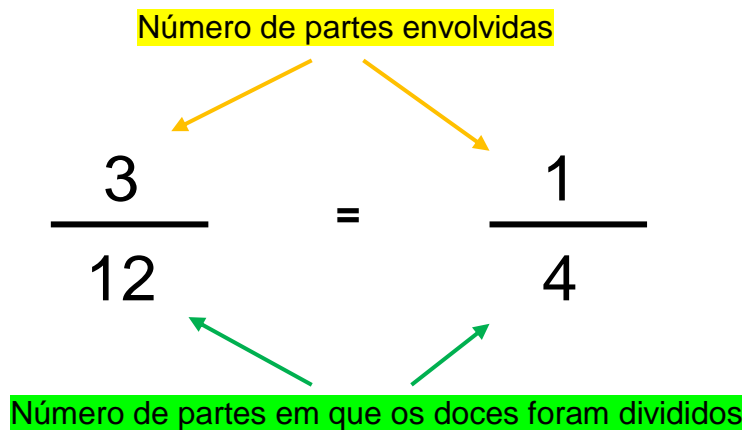 Número de partes envolvidas
3 = 1
12 4
Número de partes em que os doces foram divididos